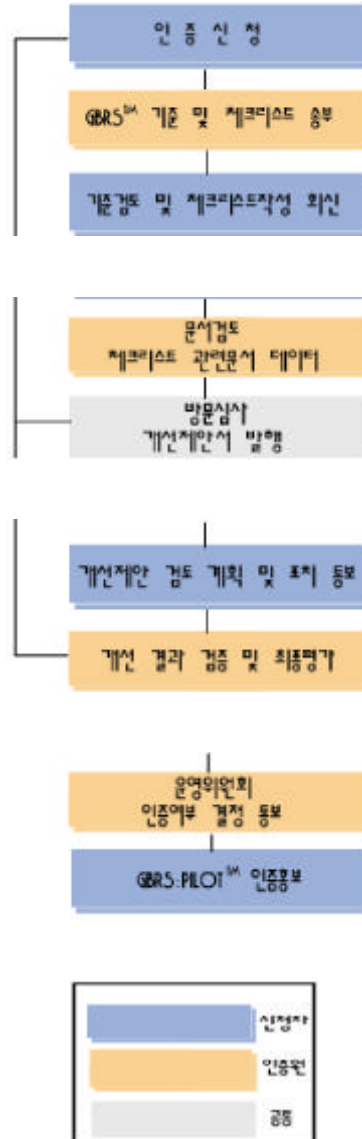 인 증 신 청
GBRS SM 기준 및 체크리스트 송부
기준검토 및 체크리스트작성 회신
문서검토
체크리스트 관련문서 데이터
방문심사
개선제안서 발행
개선제안 검토 계획 및 조치 통보
개선 결과 검증 및 최종평가
운영위원회
인증여부 결정 통보
GBRS:PILOT SM 인증홍보
신청자
인증원
공통